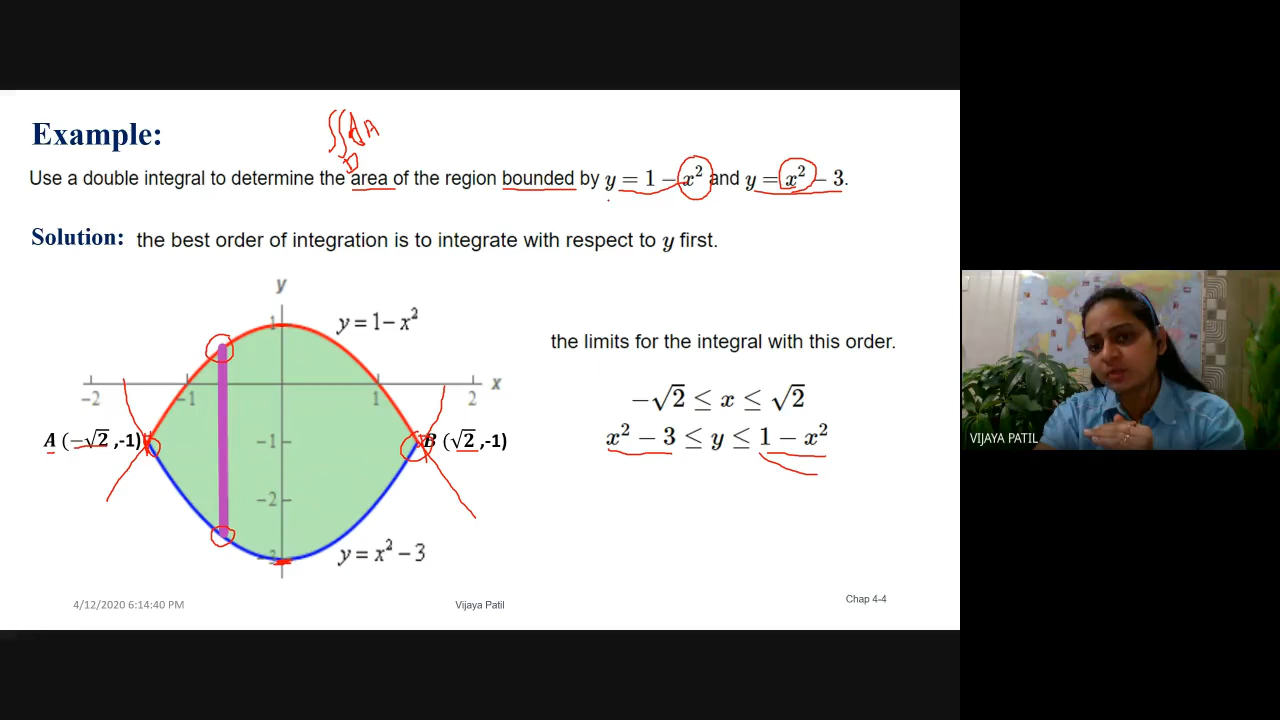 Example:
∬_D dA
Use a double integral to determine the area of the region bounded by y = 1 − x² and y = x² − 3.
Solution: the best order of integration is to integrate with respect to y first.
y
1
y = 1 − x²
the limits for the integral with this order.
-2 -1 1 2 x
−√2 ≤ x ≤ √2
x² − 3 ≤ y ≤ 1 − x²
A (−√2 ,-1) −1 B (√2 ,-1)
VIJAYA PATIL
−2
y = x² − 3
4/12/2020 6:14:40 PM Vijaya Patil Chap 4-4